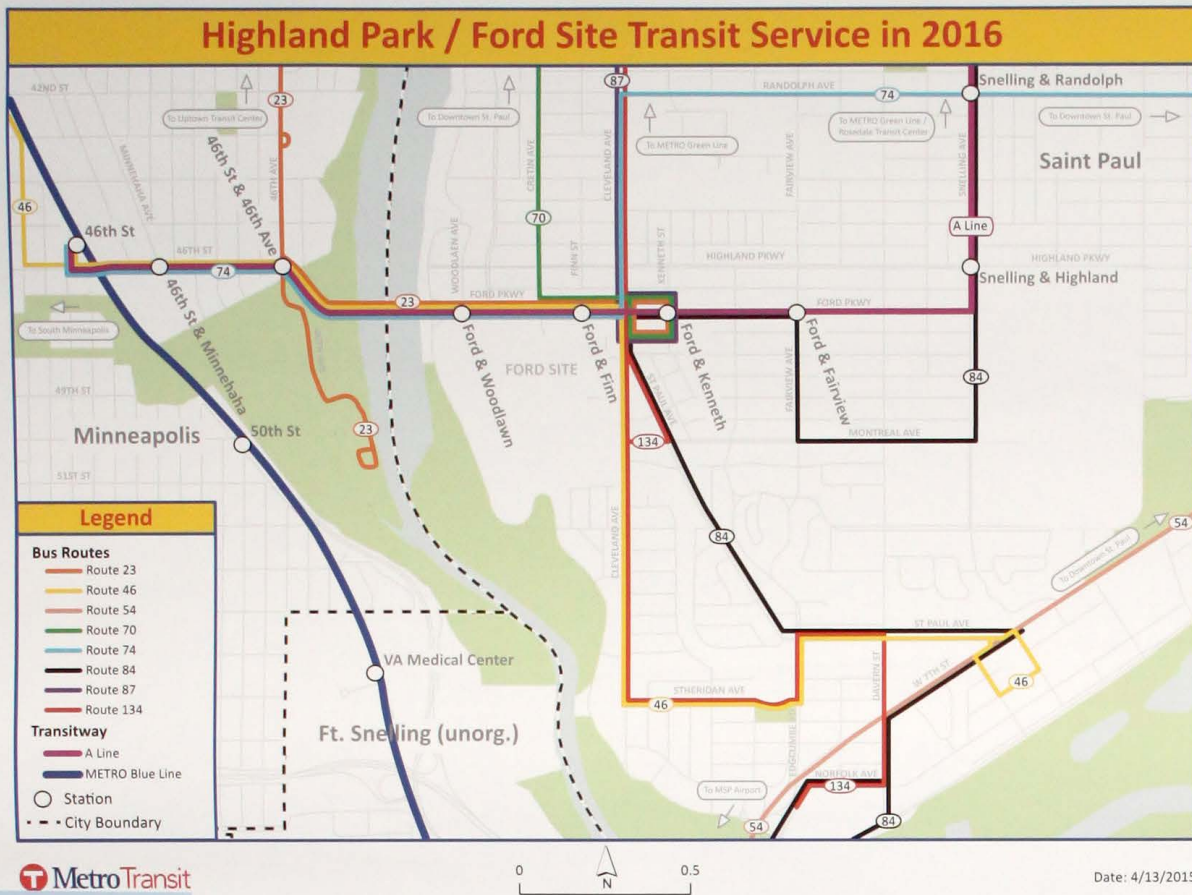 Highland Park / Ford Site Transit Service in 2016
42ND ST
23
87
RANDOLPH AVE
74
Snelling & Randolph
To Uptown Transit Center
To Downtown St. Paul
To METRO Green Line
To METRO Green Line /
Rosedale Transit Center
To Downtown St. Paul
Saint Paul
MINNEHAHA AVE
46th St & 46th Ave
46TH AVE
CRETIN AVE
CLEVELAND AVE
FAIRVIEW AVE
SNELLING AVE
46
46th St
46TH ST
74
70
WOODLAWN AVE
FINN ST
KENNETH ST
HIGHLAND PKWY
A Line
HIGHLAND PKWY
Snelling & Highland
23
FORD PKWY
FORD PKWY
To South Minneapolis
46th St & Minnehaha
Ford & Woodlawn
FORD SITE
Ford & Finn
Ford & Kenneth
ST PAUL AVE
FAIRVIEW AVE
Ford & Fairview
84
49TH ST
Minneapolis
50th St
23
134
MONTREAL AVE
51ST ST
CLEVELAND AVE
84
54
To Downtown St. Paul
Legend
Bus Routes
Route 23
Route 46
Route 54
Route 70
Route 74
Route 84
Route 87
Route 134
Transitway
A Line
METRO Blue Line
Station
City Boundary
ST PAUL AVE
VA Medical Center
Ft. Snelling (unorg.)
STHERIDAN AVE
46
EDGCUMBE RD
DAVERN ST
W 7TH ST
46
NORFOLK AVE
134
To MSP Airport
54
84
MetroTransit
0
0.5
N
Date: 4/13/2015